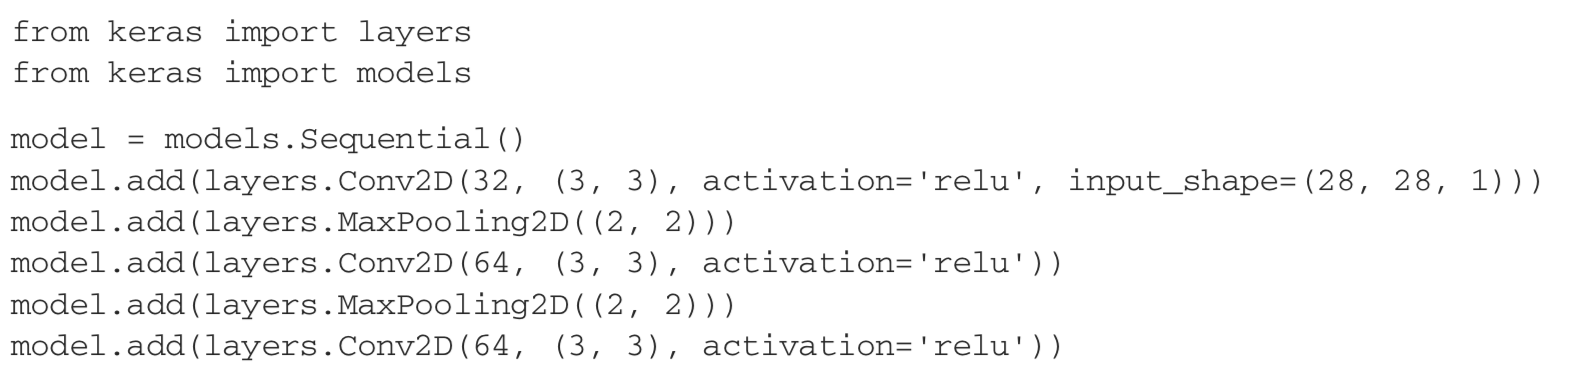 from keras import layers
from keras import models
model = models.Sequential()
model.add(layers.Conv2D(32, (3, 3), activation='relu', input_shape=(28, 28, 1)))
model.add(layers.MaxPooling2D((2, 2)))
model.add(layers.Conv2D(64, (3, 3), activation='relu'))
model.add(layers.MaxPooling2D((2, 2)))
model.add(layers.Conv2D(64, (3, 3), activation='relu'))